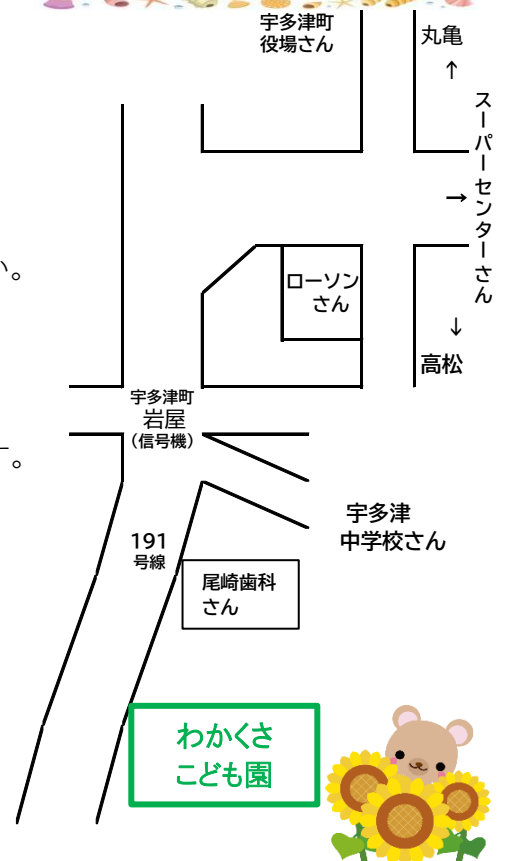 宇多津町
役場さん
丸亀
↑
スーパーセンターさん
→
い。
ローソン
さん
↓
高松
宇多津町
岩屋
（信号機）
。
宇多津
中学校さん
191
号線
尾崎歯科
さん
わかくさ
こども園